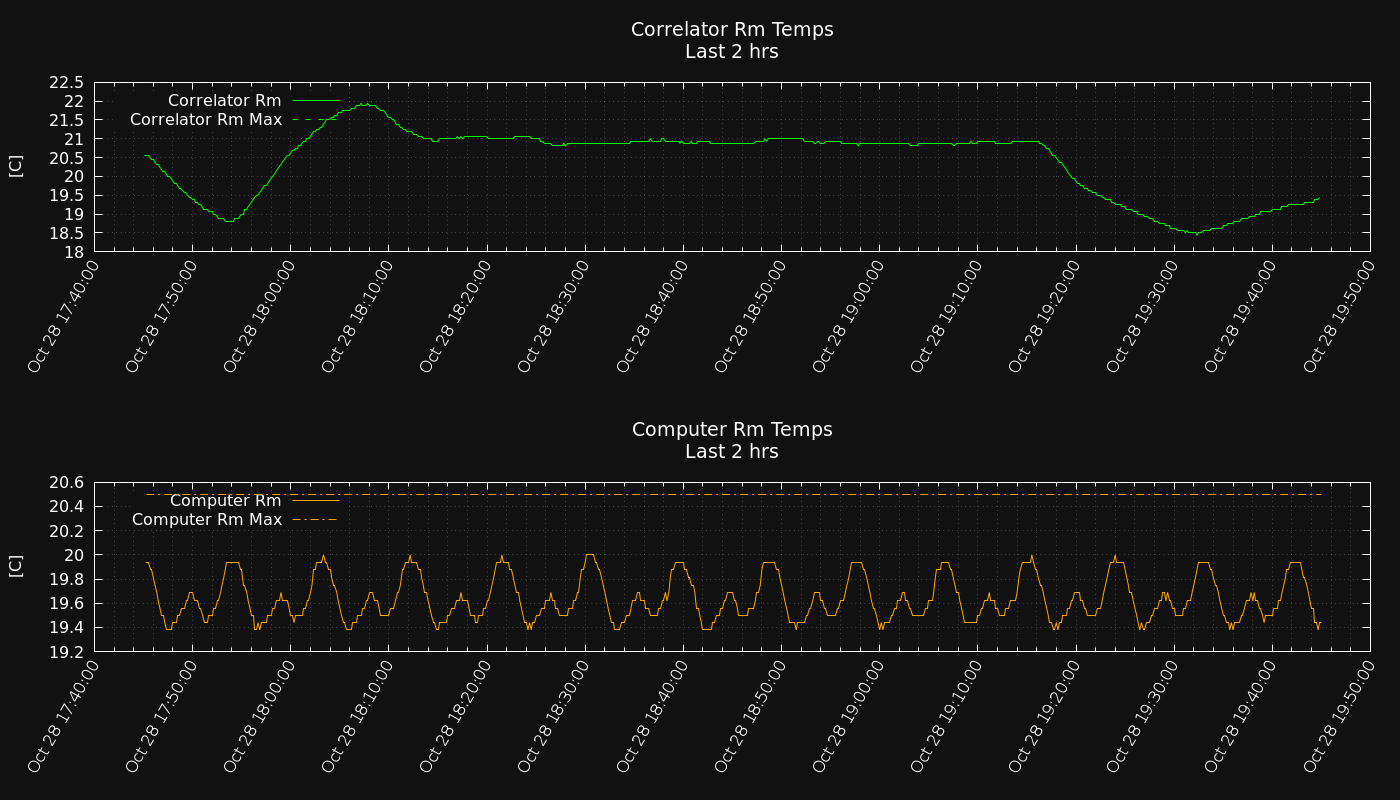 Correlator Rm Temps
Last 2 hrs
[C]
22.5
22
21.5
21
20.5
20
19.5
19
18.5
18
Correlator Rm
Correlator Rm Max
Oct 28 17:40:00
Oct 28 17:50:00
Oct 28 18:00:00
Oct 28 18:10:00
Oct 28 18:20:00
Oct 28 18:30:00
Oct 28 18:40:00
Oct 28 18:50:00
Oct 28 19:00:00
Oct 28 19:10:00
Oct 28 19:20:00
Oct 28 19:30:00
Oct 28 19:40:00
Oct 28 19:50:00
Computer Rm Temps
Last 2 hrs
[C]
20.6
20.4
20.2
20
19.8
19.6
19.4
19.2
Computer Rm
Computer Rm Max
Oct 28 17:40:00
Oct 28 17:50:00
Oct 28 18:00:00
Oct 28 18:10:00
Oct 28 18:20:00
Oct 28 18:30:00
Oct 28 18:40:00
Oct 28 18:50:00
Oct 28 19:00:00
Oct 28 19:10:00
Oct 28 19:20:00
Oct 28 19:30:00
Oct 28 19:40:00
Oct 28 19:50:00